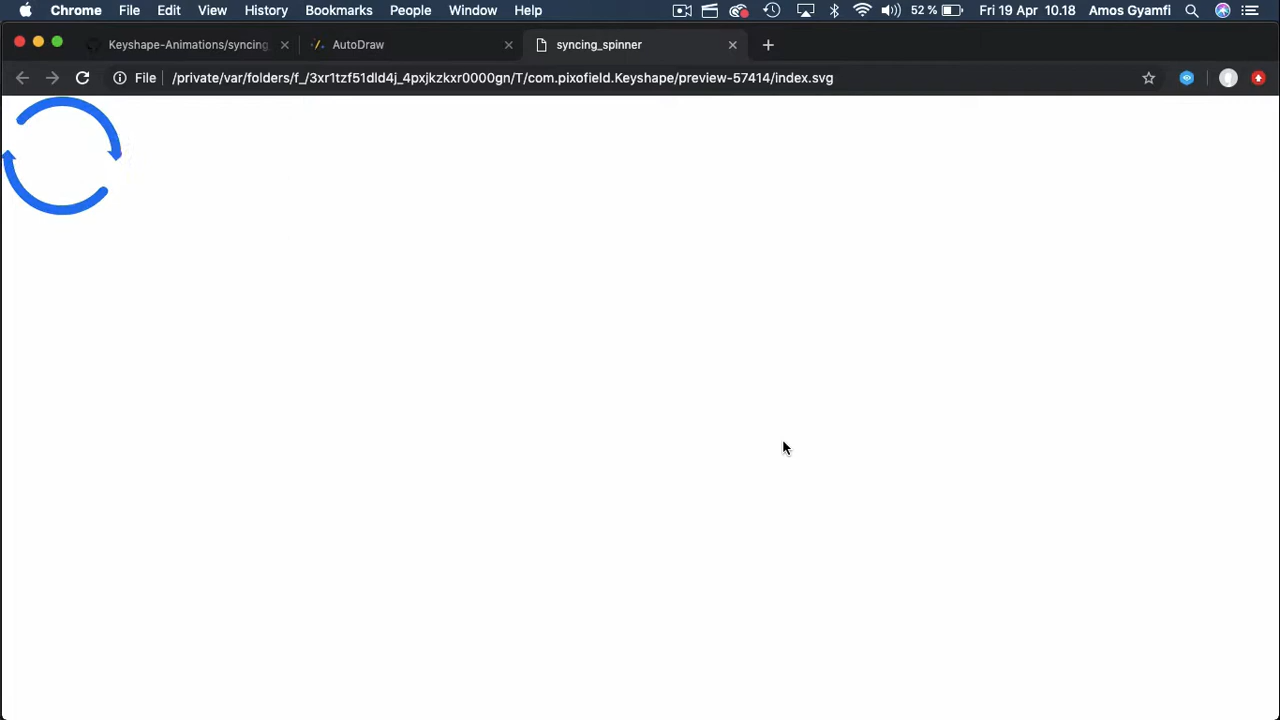 Chrome File Edit View History Bookmarks People Window Help 52 % Fri 19 Apr 10.18 Amos Gyamfi
Keyshape-Animations/syncing AutoDraw syncing_spinner
File /private/var/folders/f_/3xr1tzf51dld4j_4pxjkzkxr0000gn/T/com.pixofield.Keyshape/preview-57414/index.svg